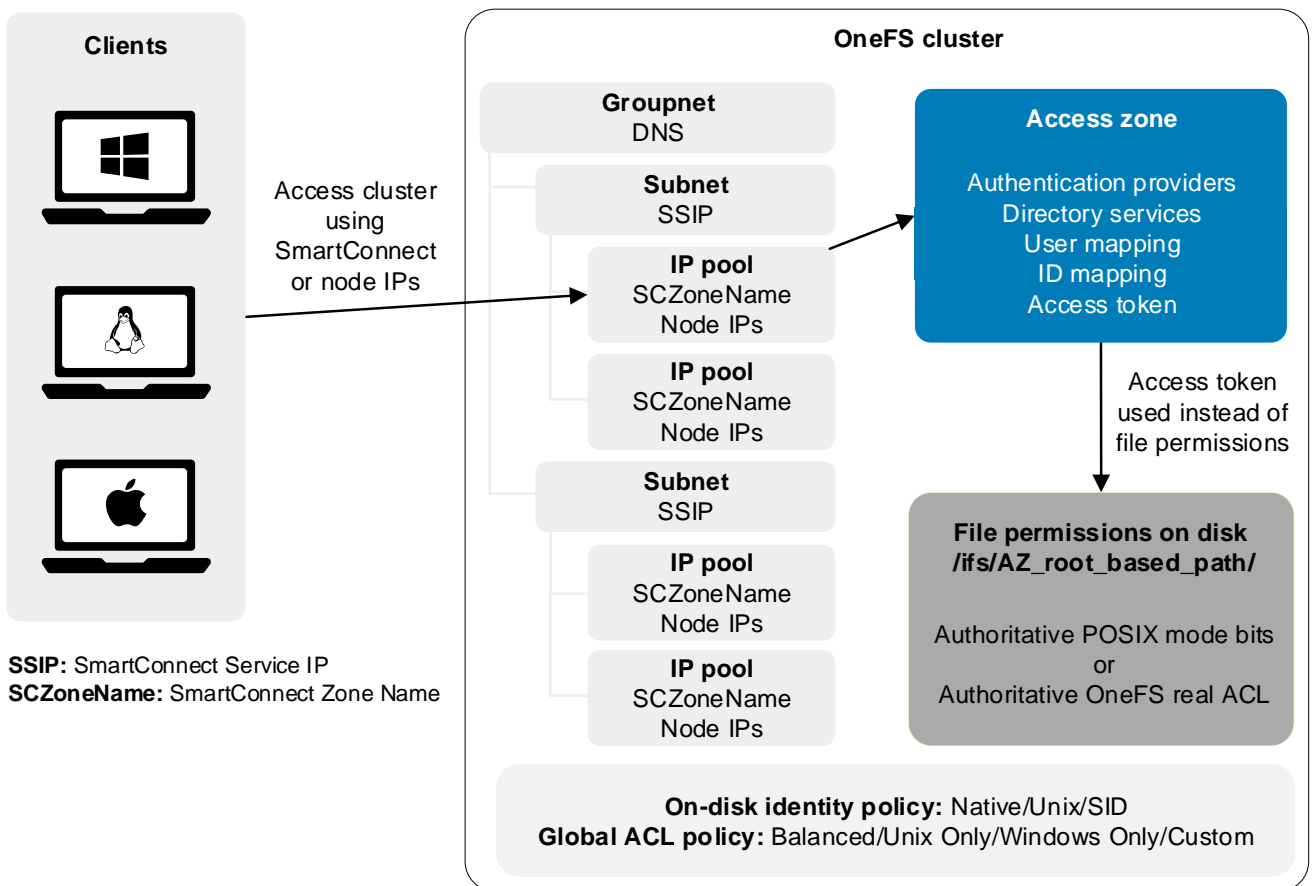 Clients
Access cluster
using
SmartConnect
or node IPs
SSIP: SmartConnect Service IP
SCZoneName: SmartConnect Zone Name
OneFS cluster
Groupnet
DNS
Subnet
SSIP
IP pool
SCZoneName
Node IPs
IP pool
SCZoneName
Node IPs
Subnet
SSIP
IP pool
SCZoneName
Node IPs
IP pool
SCZoneName
Node IPs
Access zone
Authentication providers
Directory services
User mapping
ID mapping
Access token
Access token
used instead of
file permissions
File permissions on disk
/ifs/AZ_root_based_path/
Authoritative POSIX mode bits
or
Authoritative OneFS real ACL
On-disk identity policy: Native/Unix/SID
Global ACL policy: Balanced/Unix Only/Windows Only/Custom